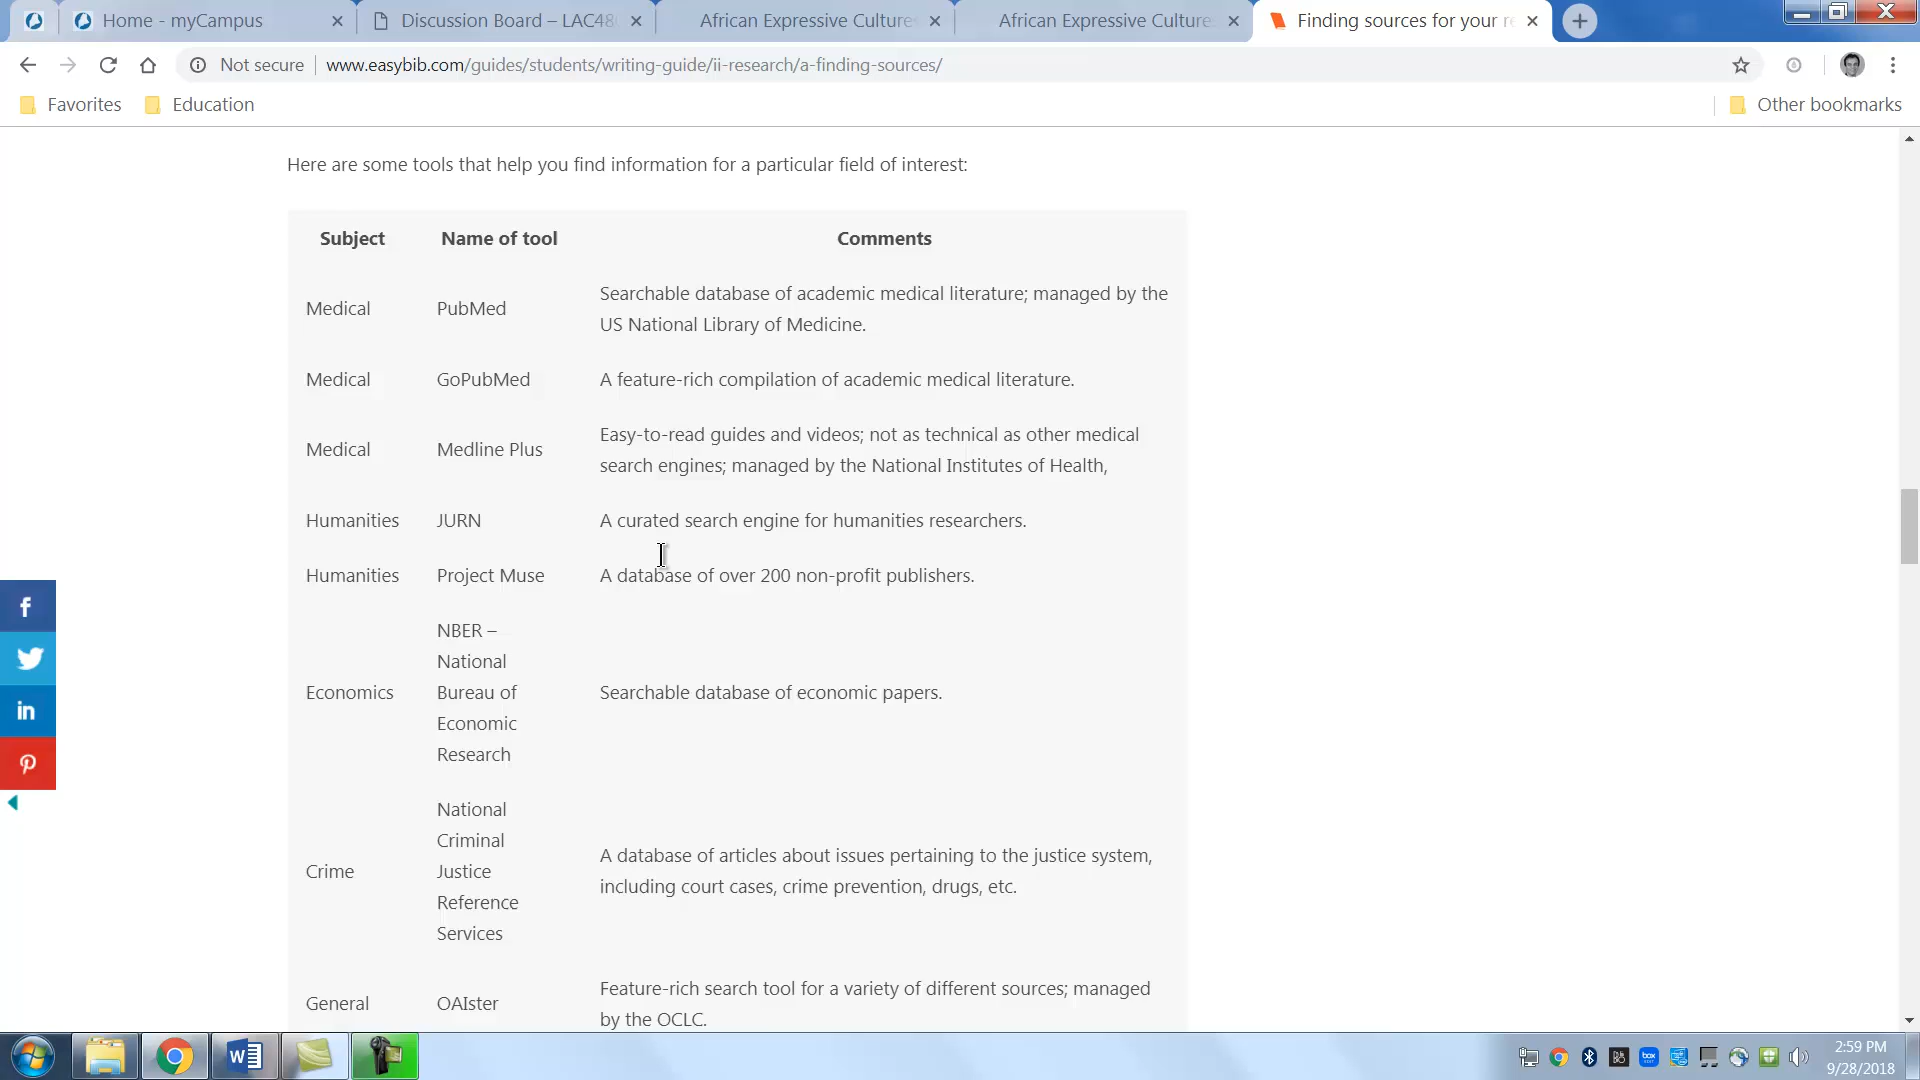 Home - myCampus
Discussion Board – LAC48
African Expressive Cultures
African Expressive Cultures
Finding sources for your re
Not secure
www.easybib.com/guides/students/writing-guide/ii-research/a-finding-sources/
Favorites
Education
Other bookmarks
Here are some tools that help you find information for a particular field of interest:
Subject
Name of tool
Comments
Medical
PubMed
Searchable database of academic medical literature; managed by the
US National Library of Medicine.
Medical
GoPubMed
A feature-rich compilation of academic medical literature.
Medical
Medline Plus
Easy-to-read guides and videos; not as technical as other medical
search engines; managed by the National Institutes of Health,
Humanities
JURN
A curated search engine for humanities researchers.
Humanities
Project Muse
A database of over 200 non-profit publishers.
Economics
NBER –
National
Bureau of
Economic
Research
Searchable database of economic papers.
Crime
National
Criminal
Justice
Reference
Services
A database of articles about issues pertaining to the justice system,
including court cases, crime prevention, drugs, etc.
General
OAIster
Feature-rich search tool for a variety of different sources; managed
by the OCLC.
2:59 PM
9/28/2018